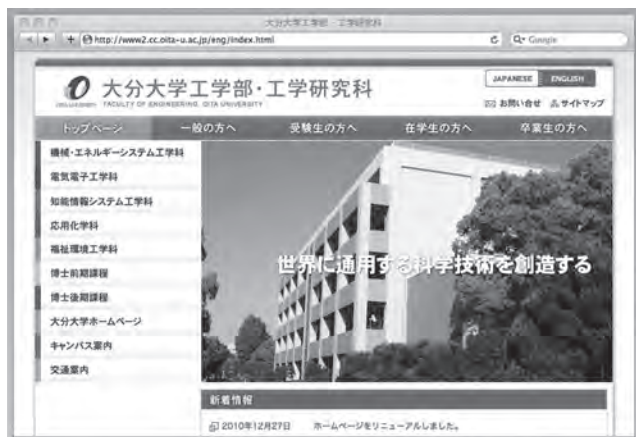 大分大学工学部 工学研究科
http://www2.cc.oita-u.ac.jp/eng/index.html
Google
大分大学工学部・工学研究科
FACULTY OF ENGINEERING, OITA UNIVERSITY
JAPANESE ENGLISH
お問い合せ サイトマップ
トップページ 一般の方へ 受験生の方へ 在学生の方へ 卒業生の方へ
機械・エネルギーシステム工学科
電気電子工学科
知能情報システム工学科
応用化学科
福祉環境工学科
博士前期課程
博士後期課程
大分大学ホームページ
キャンパス案内
交通案内
世界に通用する科学技術を創造する
新着情報
2010年12月27日 ホームページをリニューアルしました。